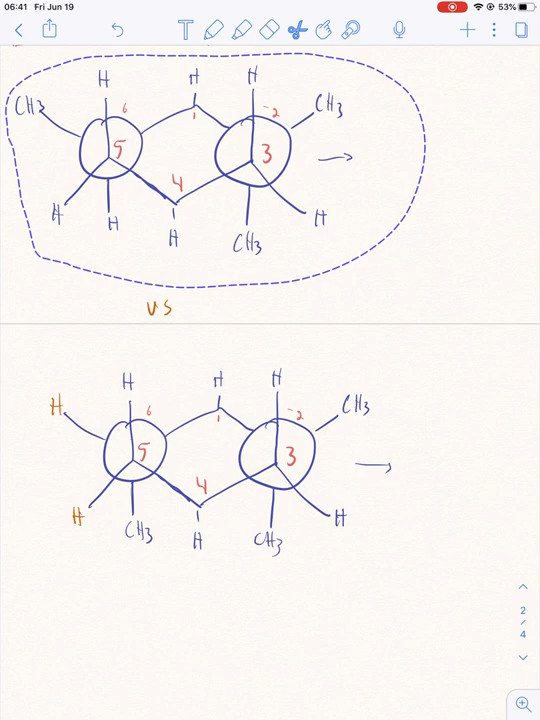 06:41 Fri Jun 19 53%
H H H
CH3 6 1 -2 CH3
5 3
4
H H H H
CH3
vs
H H H
H 6 1 -2 CH3
5 3
4
H H
CH3 H CH3
2
/
4